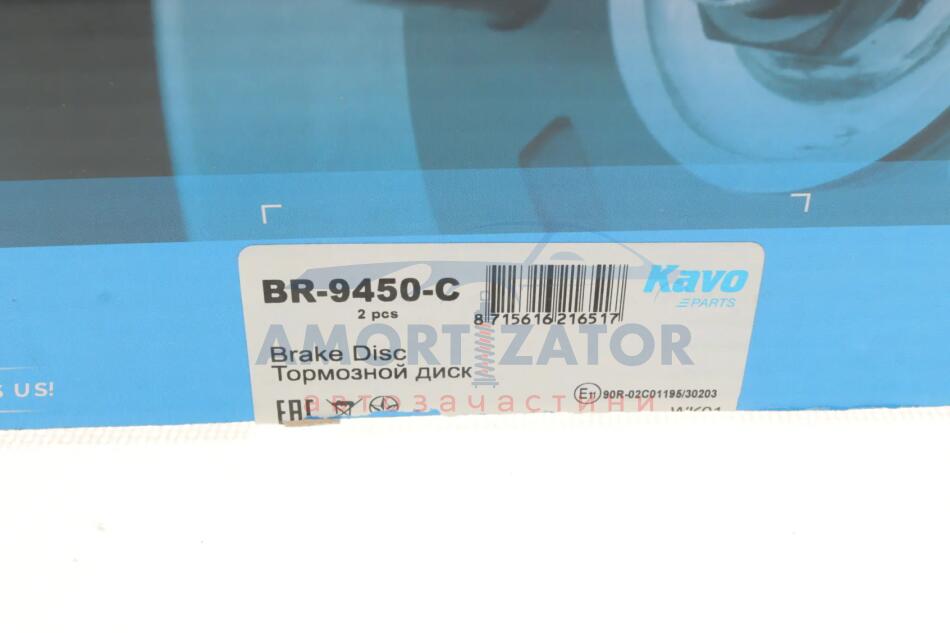 BR-9450-C
2 pcs
8 715616 216517
Kavo
PARTS
AMORTIZATOR
Brake Disc
Тормозной диск
US!
E11 90R-02C01195/30203
EAC
автозапчастини